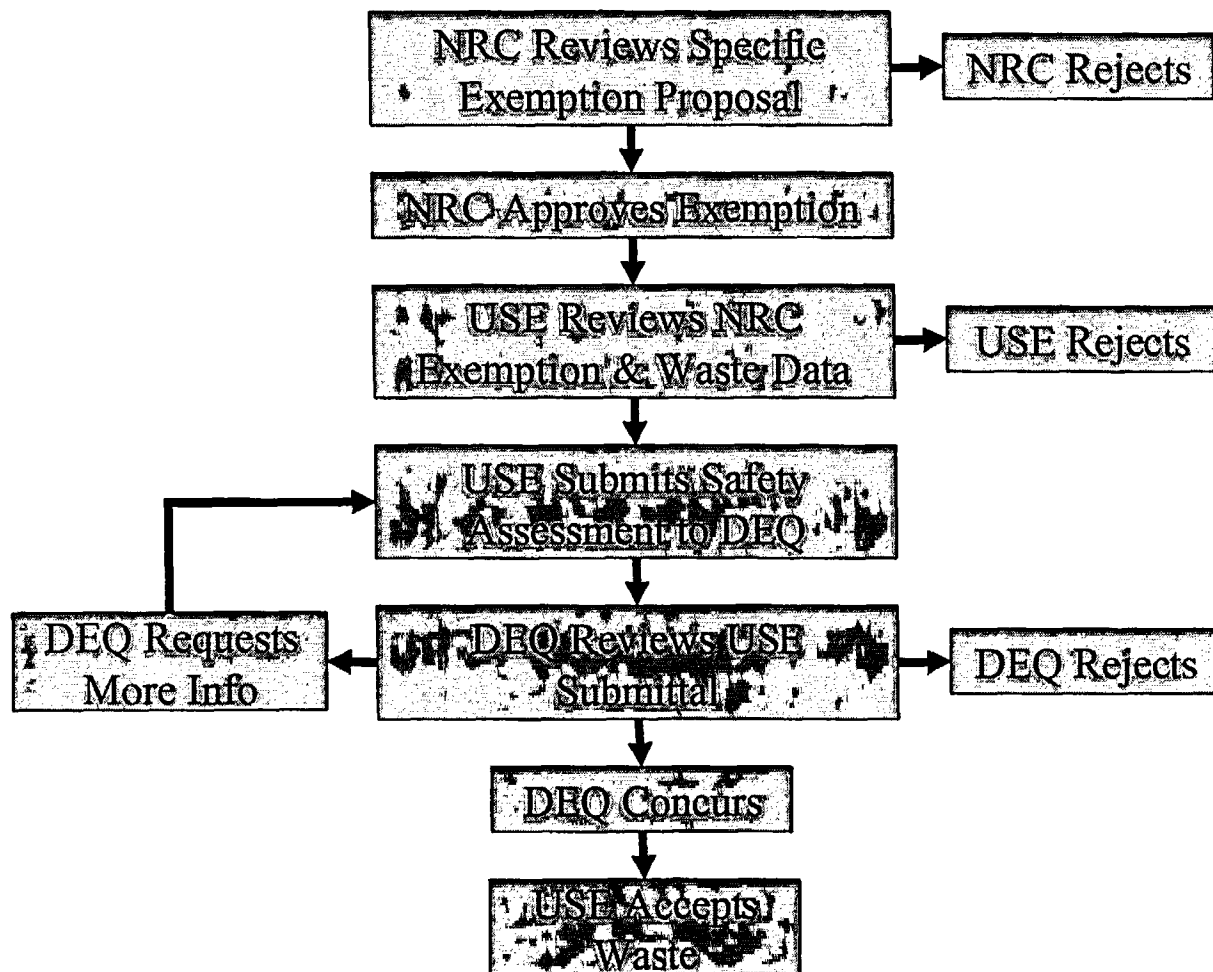 NRC Reviews Specific
Exemption Proposal
NRC Rejects
NRC Approves Exemption
USE Reviews NRC
Exemption & Waste Data
USE Rejects
USE Submits Safety
Assessment to DEQ
DEQ Requests
More Info
DEQ Reviews USE
Submittal
DEQ Rejects
DEQ Concurs
USE Accepts
Waste